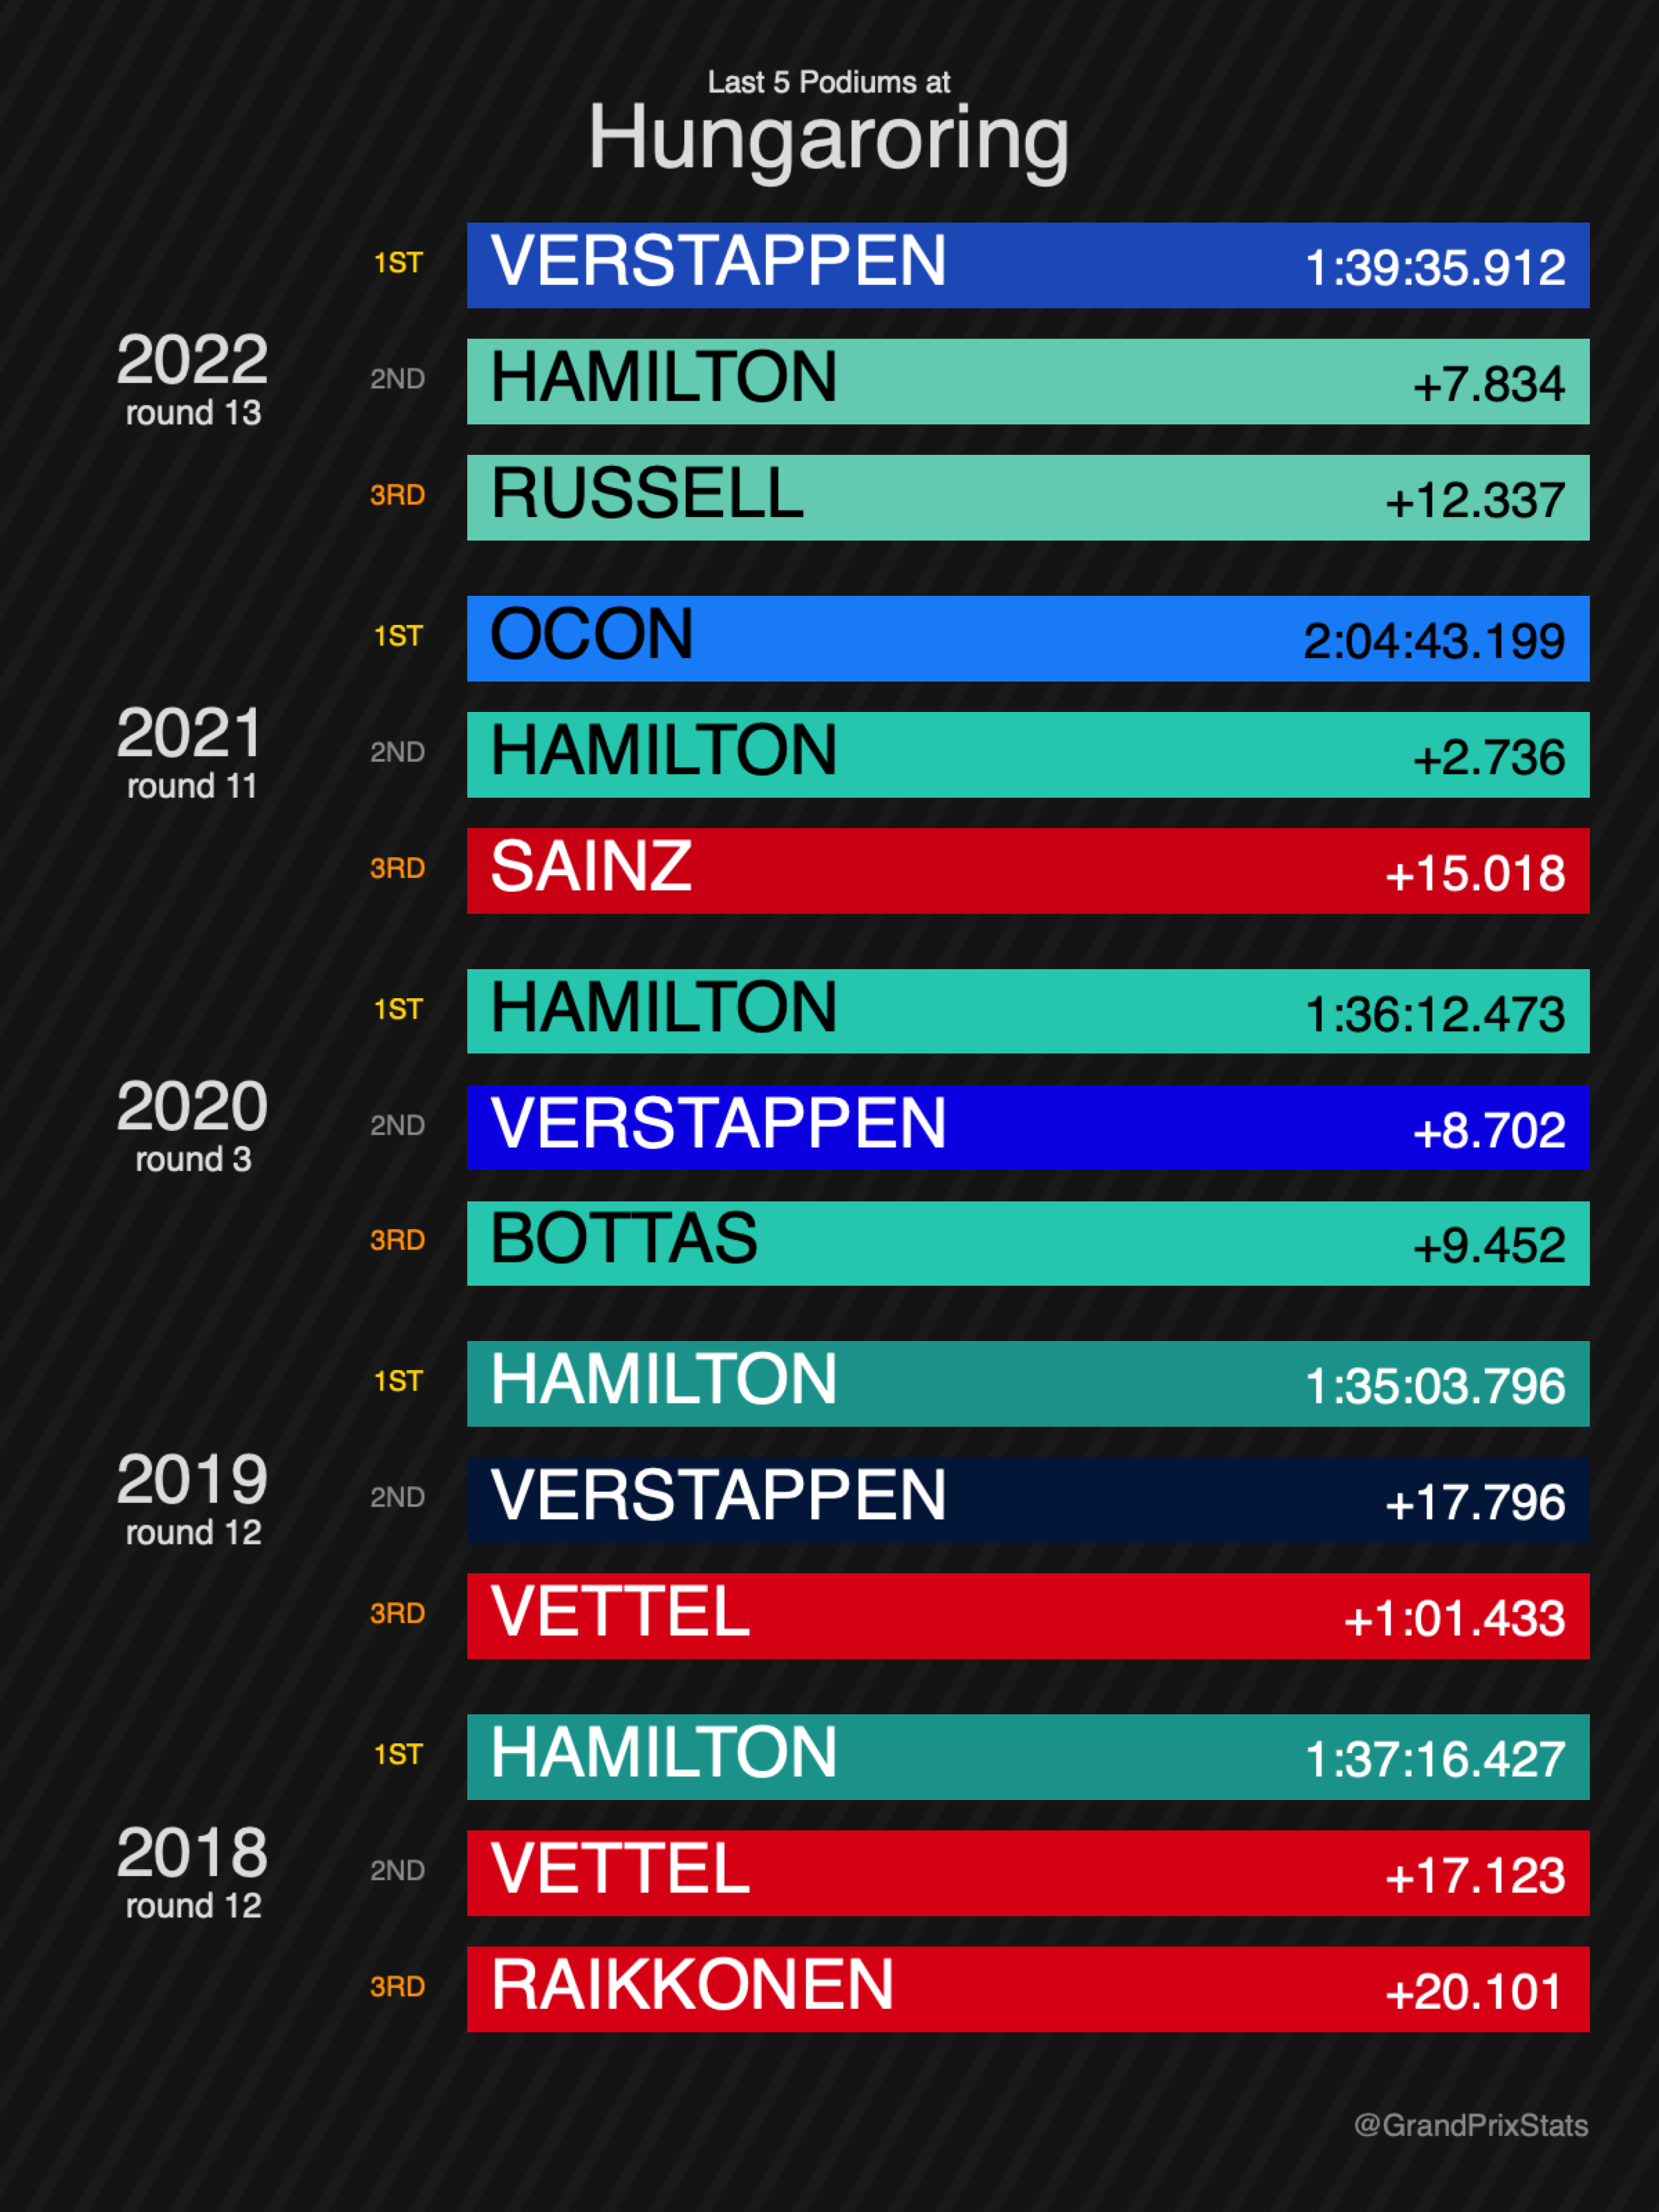 Last 5 Podiums at
Hungaroring
2022
round 13
1ST VERSTAPPEN 1:39:35.912
2ND HAMILTON +7.834
3RD RUSSELL +12.337
2021
round 11
1ST OCON 2:04:43.199
2ND HAMILTON +2.736
3RD SAINZ +15.018
2020
round 3
1ST HAMILTON 1:36:12.473
2ND VERSTAPPEN +8.702
3RD BOTTAS +9.452
2019
round 12
1ST HAMILTON 1:35:03.796
2ND VERSTAPPEN +17.796
3RD VETTEL +1:01.433
2018
round 12
1ST HAMILTON 1:37:16.427
2ND VETTEL +17.123
3RD RAIKKONEN +20.101
@GrandPrixStats